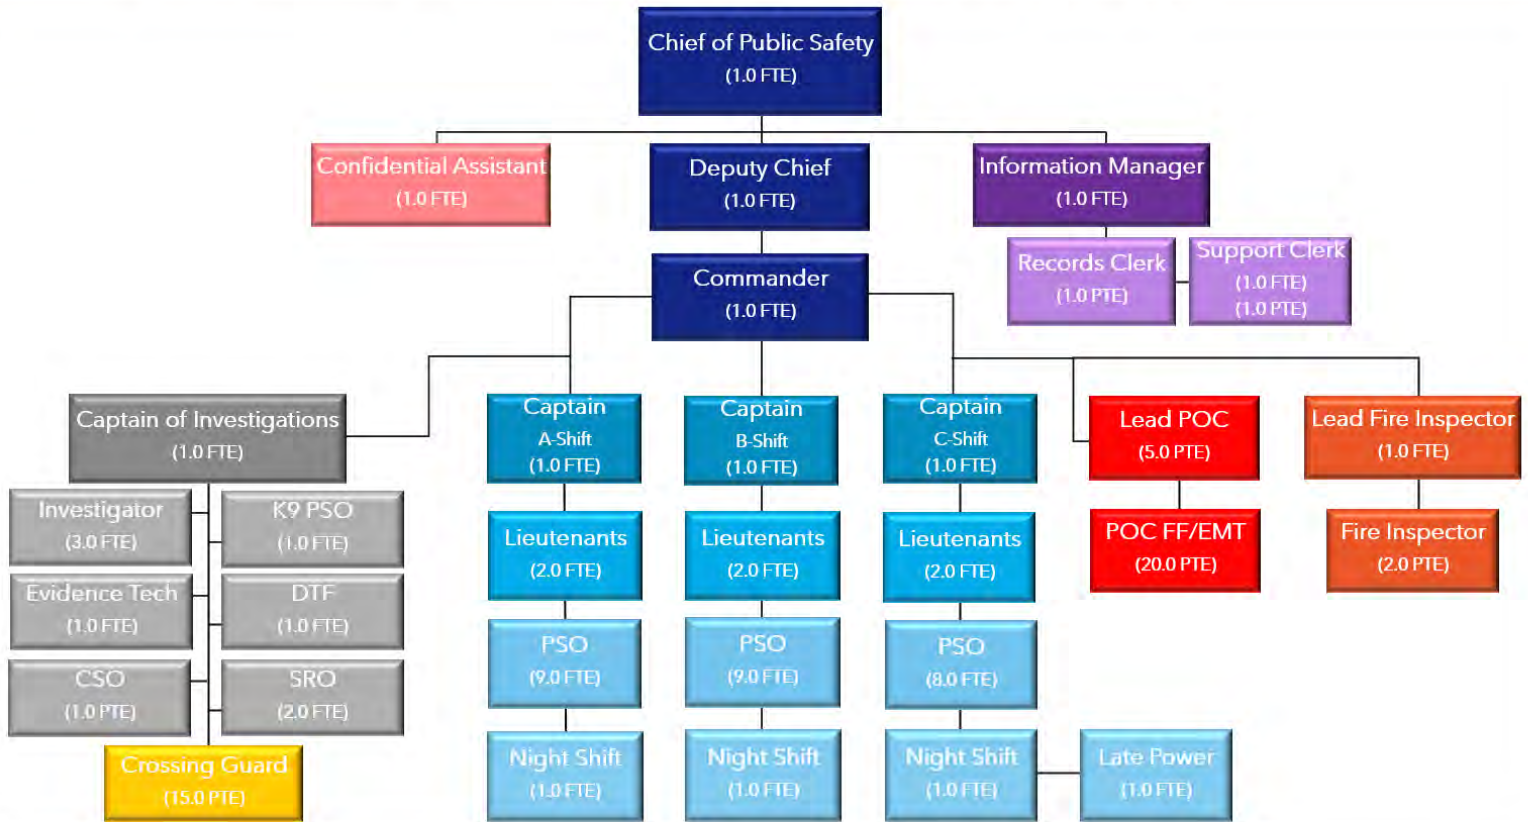 Chief of Public Safety
(1.0 FTE)
Confidential Assistant
(1.0 FTE)
Deputy Chief
(1.0 FTE)
Information Manager
(1.0 FTE)
Records Clerk
(1.0 PTE)
Support Clerk
(1.0 FTE)
(1.0 PTE)
Commander
(1.0 FTE)
Captain of Investigations
(1.0 FTE)
Investigator
(3.0 FTE)
K9 PSO
(1.0 FTE)
Evidence Tech
(1.0 FTE)
DTF
(1.0 FTE)
CSO
(1.0 PTE)
SRO
(2.0 FTE)
Crossing Guard
(15.0 PTE)
Captain
A-Shift
(1.0 FTE)
Lieutenants
(2.0 FTE)
PSO
(9.0 FTE)
Night Shift
(1.0 FTE)
Captain
B-Shift
(1.0 FTE)
Lieutenants
(2.0 FTE)
PSO
(9.0 FTE)
Night Shift
(1.0 FTE)
Captain
C-Shift
(1.0 FTE)
Lieutenants
(2.0 FTE)
PSO
(8.0 FTE)
Night Shift
(1.0 FTE)
Late Power
(1.0 FTE)
Lead POC
(5.0 PTE)
POC FF/EMT
(20.0 PTE)
Lead Fire Inspector
(1.0 FTE)
Fire Inspector
(2.0 PTE)